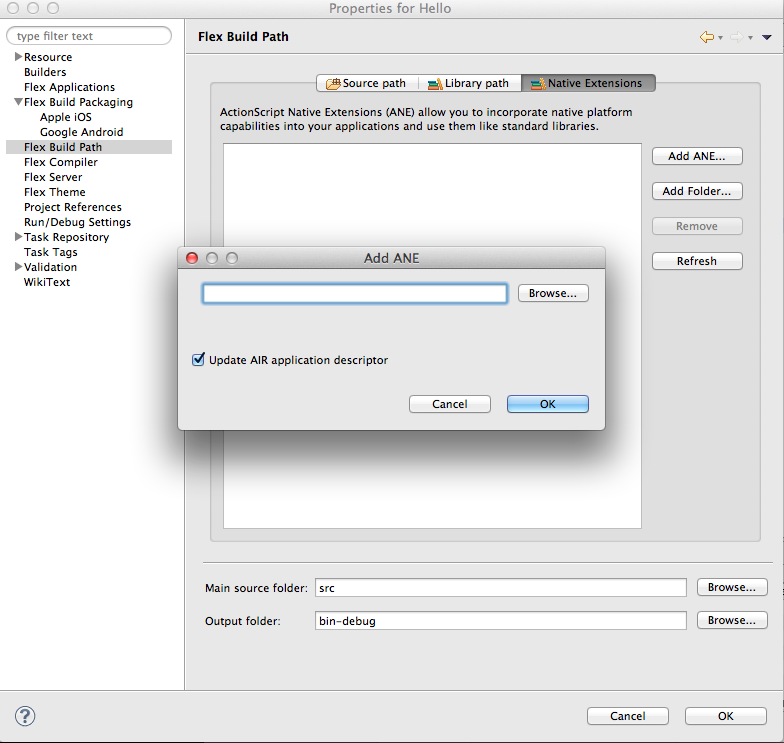 Properties for Hello
type filter text
Resource
Builders
Flex Applications
Flex Build Packaging
Apple iOS
Google Android
Flex Build Path
Flex Compiler
Flex Server
Flex Theme
Project References
Run/Debug Settings
Task Repository
Task Tags
Validation
WikiText
Flex Build Path
Source path
Library path
Native Extensions
ActionScript Native Extensions (ANE) allow you to incorporate native platform
capabilities into your applications and use them like standard libraries.
Add ANE...
Add Folder...
Remove
Refresh
Add ANE
Browse...
Update AIR application descriptor
Cancel
OK
Main source folder:
src
Browse...
Output folder:
bin-debug
Browse...
?
Cancel
OK